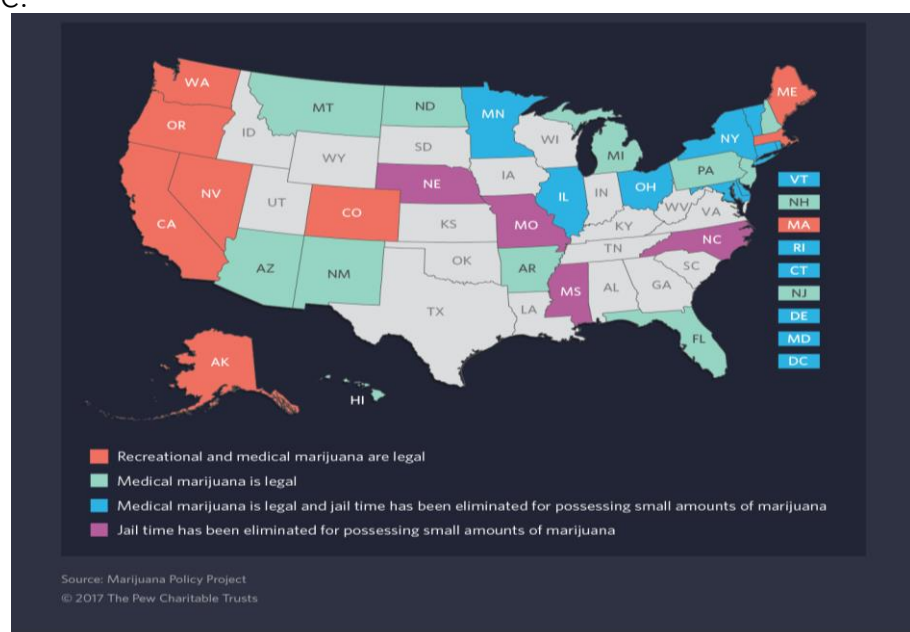 C.
WA
OR
CA
NV
ID
MT
WY
UT
CO
AZ
NM
ND
SD
NE
KS
OK
TX
MN
IA
MO
AR
LA
WI
IL
MS
MI
IN
KY
TN
AL
OH
WV
VA
NC
SC
GA
FL
PA
NY
ME
AK
HI
VT
NH
MA
RI
CT
NJ
DE
MD
DC
Recreational and medical marijuana are legal
Medical marijuana is legal
Medical marijuana is legal and jail time has been eliminated for possessing small amounts of marijuana
Jail time has been eliminated for possessing small amounts of marijuana
Source: Marijuana Policy Project
© 2017 The Pew Charitable Trusts